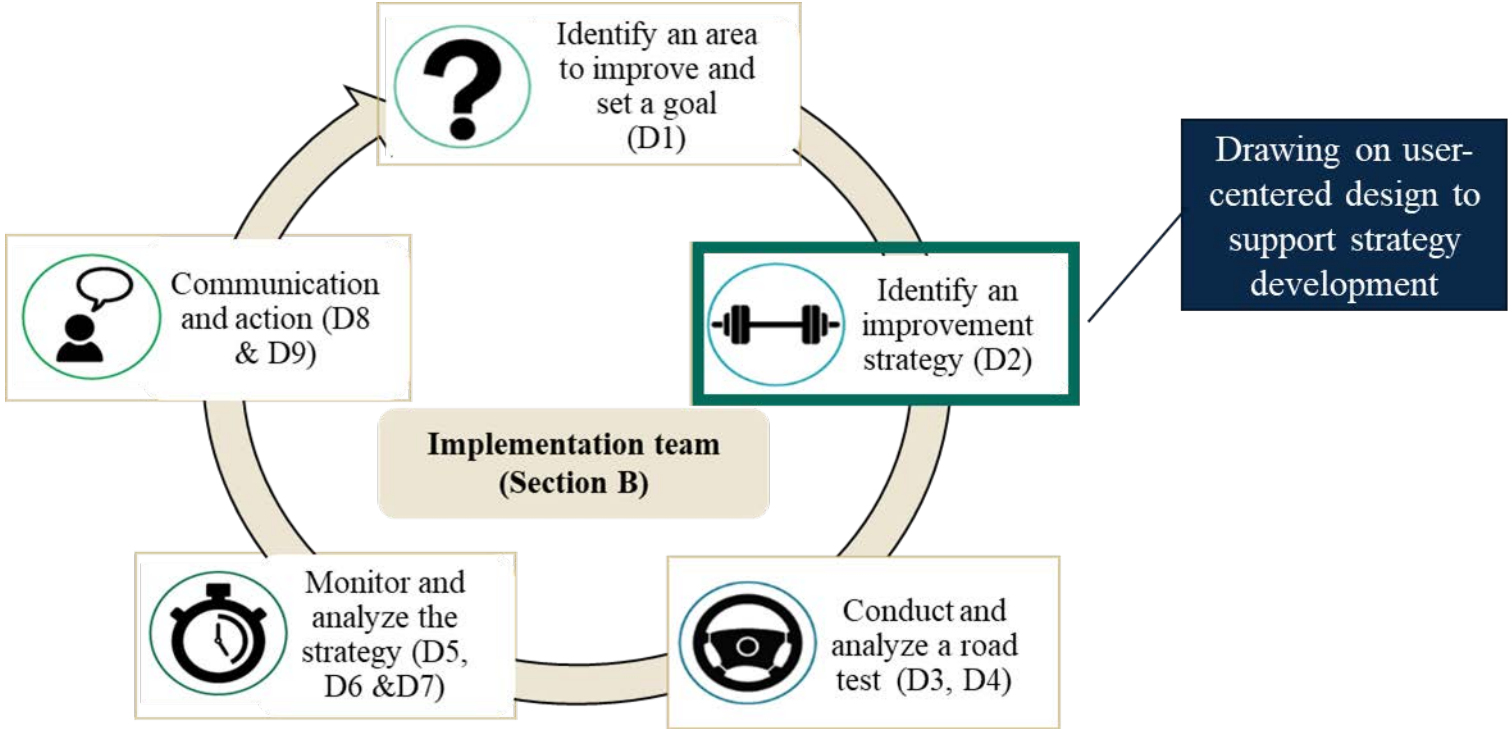 Identify an area
to improve and
set a goal
(D1)
Drawing on user-
centered design to
support strategy
development
Identify an
improvement
strategy (D2)
Communication
and action (D8
& D9)
Implementation team
(Section B)
Monitor and
analyze the
strategy (D5,
D6 &D7)
Conduct and
analyze a road
test (D3, D4)